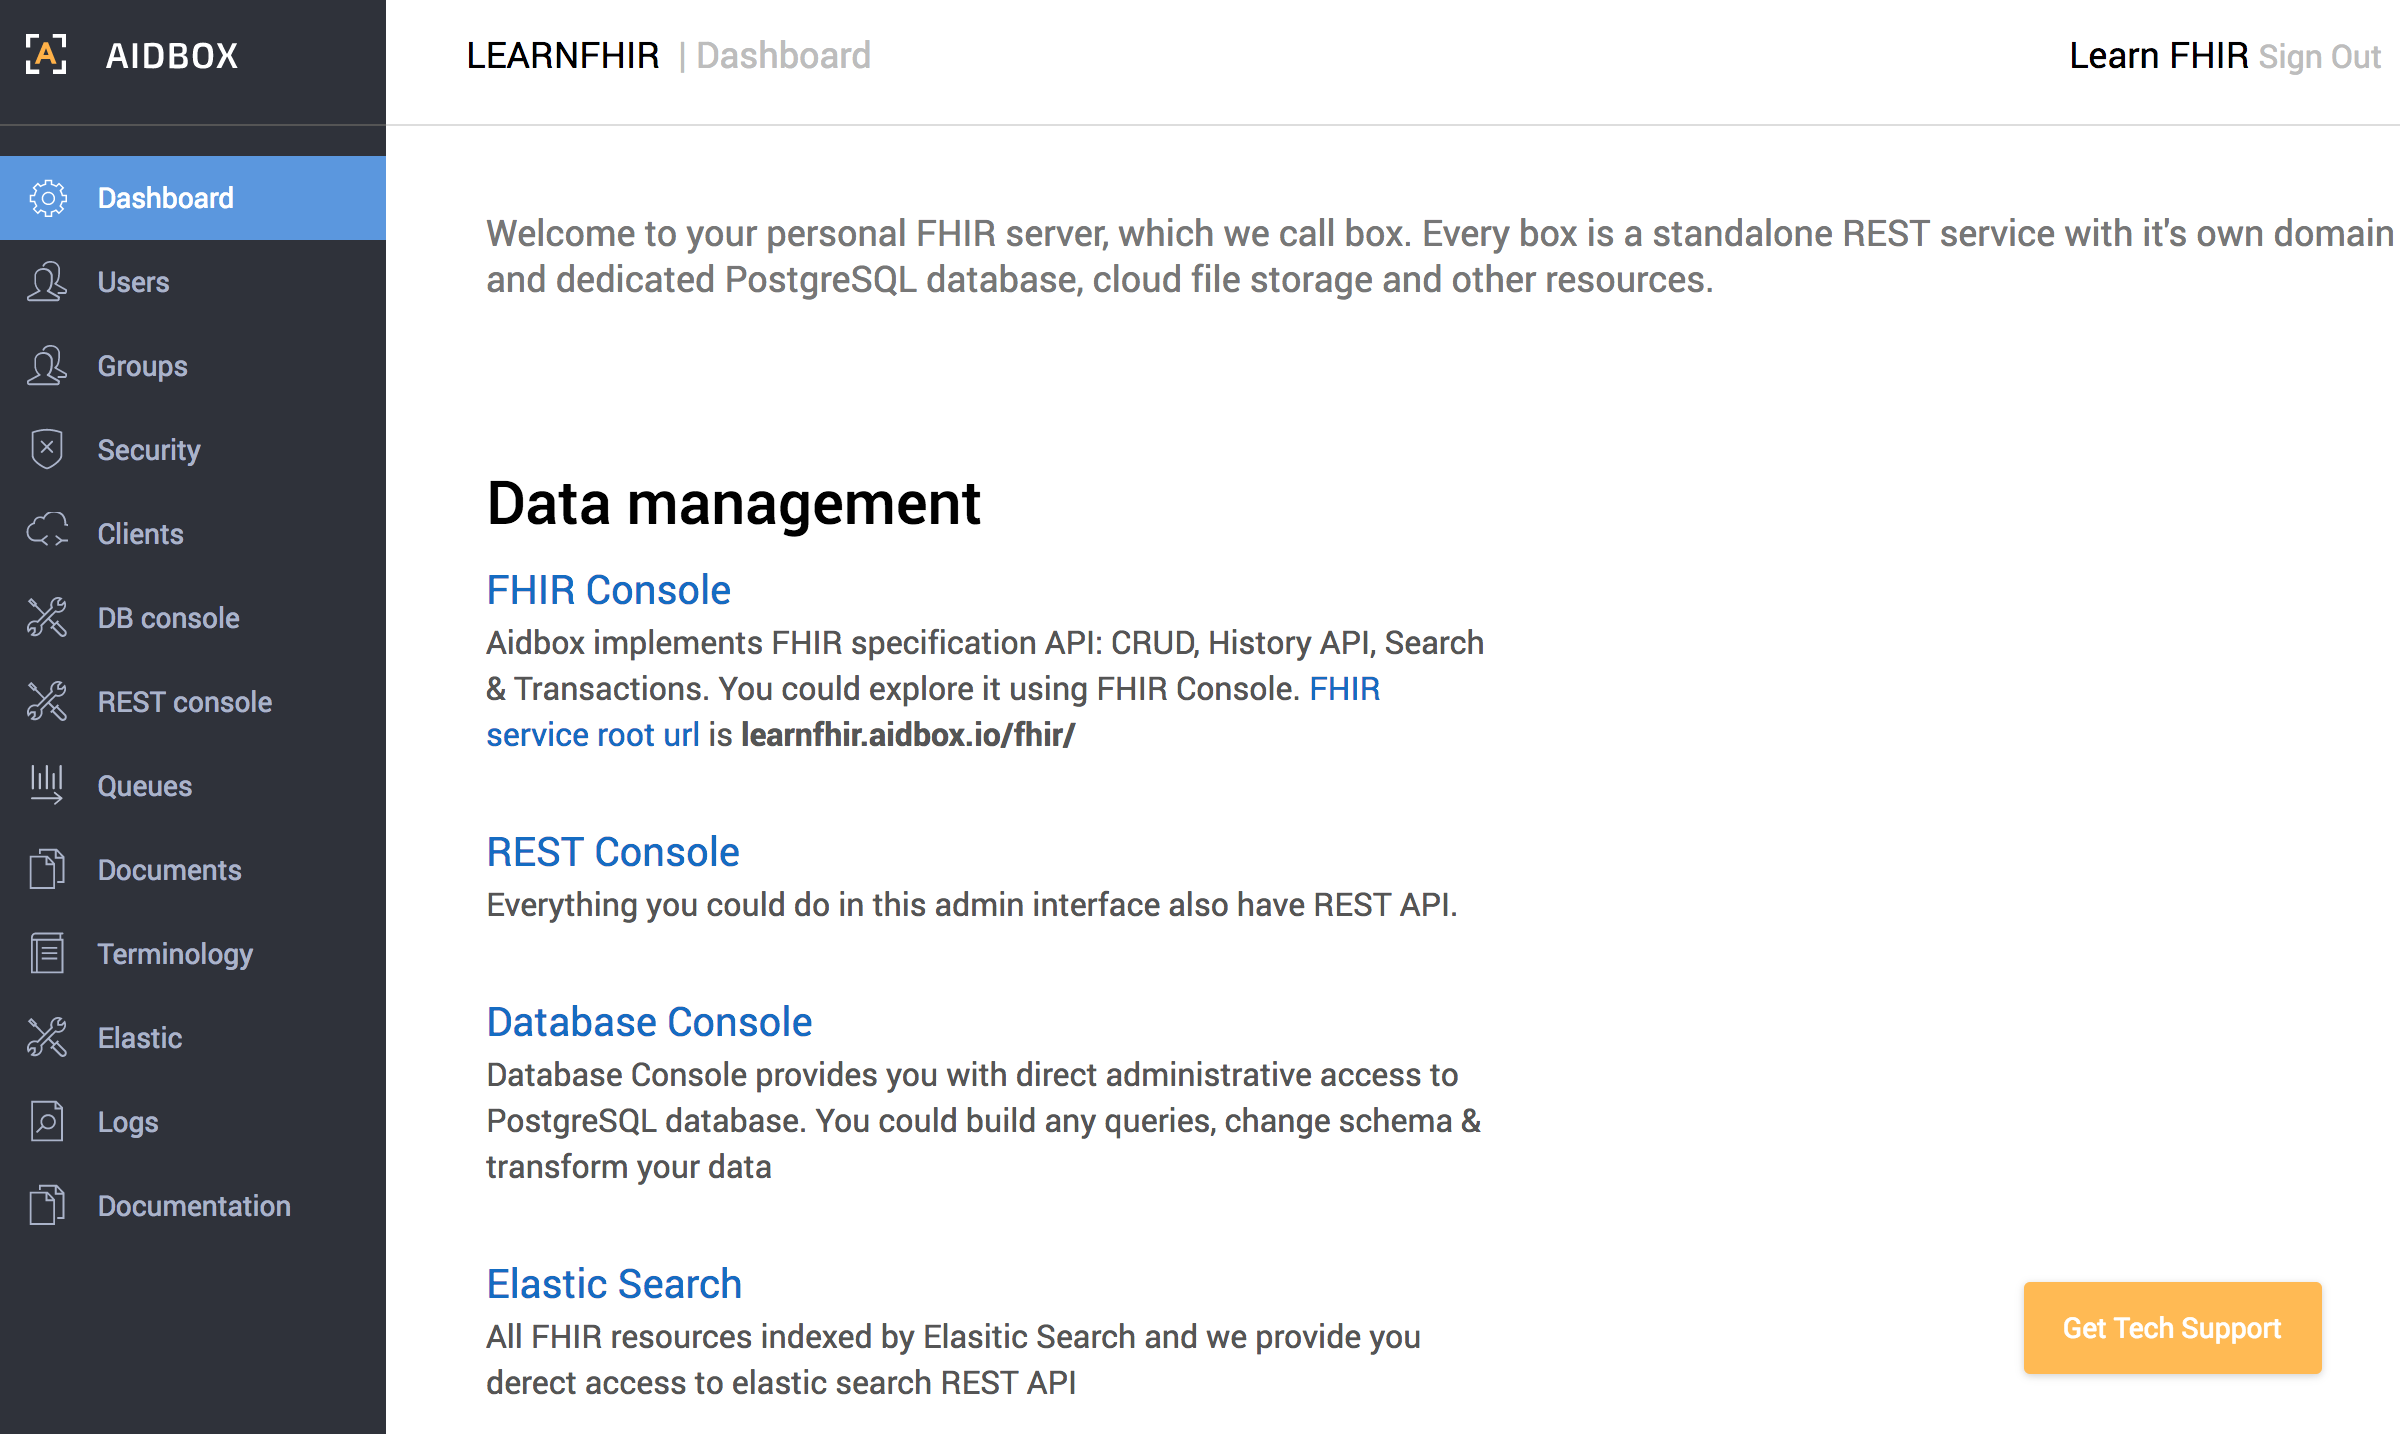 A AIDBOX
LEARNFHIR | Dashboard
Learn FHIR Sign Out
Dashboard
Users
Groups
Security
Clients
DB console
REST console
Queues
Documents
Terminology
Elastic
Logs
Documentation
Welcome to your personal FHIR server, which we call box. Every box is a standalone REST service with it's own domain
and dedicated PostgreSQL database, cloud file storage and other resources.
Data management
FHIR Console
Aidbox implements FHIR specification API: CRUD, History API, Search
& Transactions. You could explore it using FHIR Console. FHIR
service root url is learnfhir.aidbox.io/fhir/
REST Console
Everything you could do in this admin interface also have REST API.
Database Console
Database Console provides you with direct administrative access to
PostgreSQL database. You could build any queries, change schema &
transform your data
Elastic Search
All FHIR resources indexed by Elasitic Search and we provide you
derect access to elastic search REST API
Get Tech Support